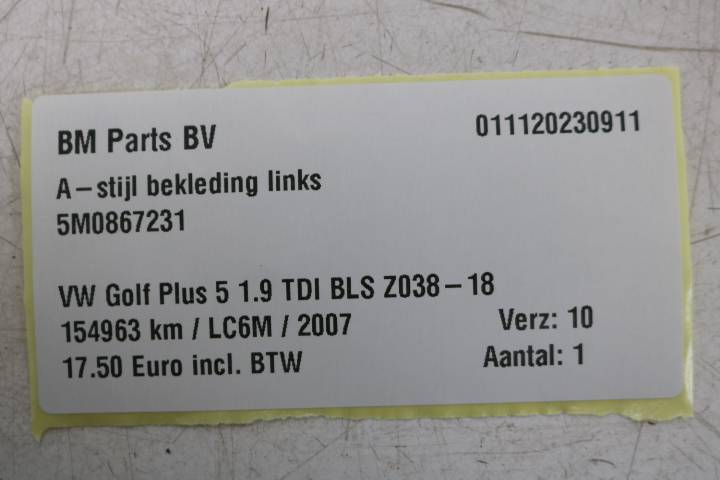 BM Parts BV 011120230911
A-stijl bekleding links
5M0867231
VW Golf Plus 5 1.9 TDI BLS Z038-18
154963 km / LC6M / 2007 Verz: 10
17.50 Euro incl. BTW Aantal: 1